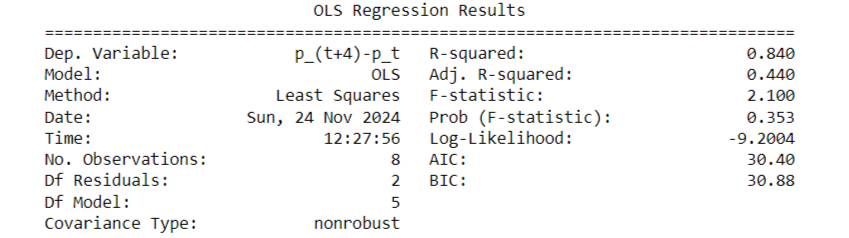 OLS Regression Results
==============================================================================
Dep. Variable: p_(t+4)-p_t R-squared: 0.840
Model: OLS Adj. R-squared: 0.440
Method: Least Squares F-statistic: 2.100
Date: Sun, 24 Nov 2024 Prob (F-statistic): 0.353
Time: 12:27:56 Log-Likelihood: -9.2004
No. Observations: 8 AIC: 30.40
Df Residuals: 2 BIC: 30.88
Df Model: 5
Covariance Type: nonrobust